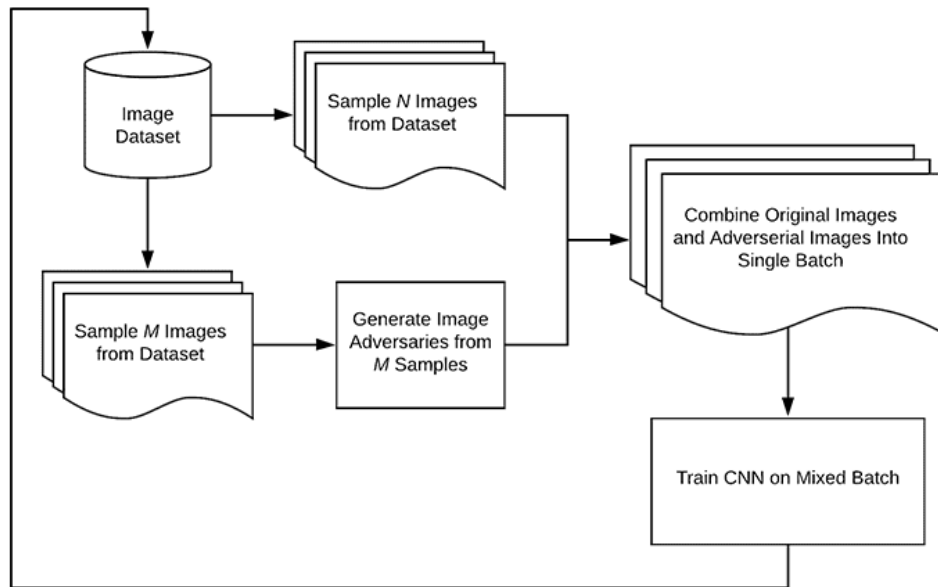 Image
Dataset
Sample N Images
from Dataset
Combine Original Images
and Adverserial Images Into
Single Batch
Sample M Images
from Dataset
Generate Image
Adversaries from
M Samples
Train CNN on Mixed Batch